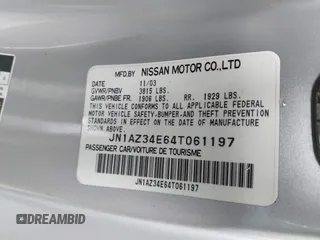 MFD.BY NISSAN MOTOR CO.,LTD
DATE 11/03
GVWR/PNBV 3815 LBS.
GAWR/PNBE FR. 1906 LBS. RR. 1929 LBS.
THIS VEHICLE CONFORMS TO ALL APPLICABLE FEDERAL
MOTOR VEHICLE SAFETY,BUMPER,AND THEFT PREVENTION
STANDARDS IN EFFECT ON THE DATE OF MANUFACTURE
SHOWN ABOVE.
JN1AZ34E64T061197
PASSENGER CAR/VOITURE DE TOURISME
JN1AZ34E64T061197
DREAMBID